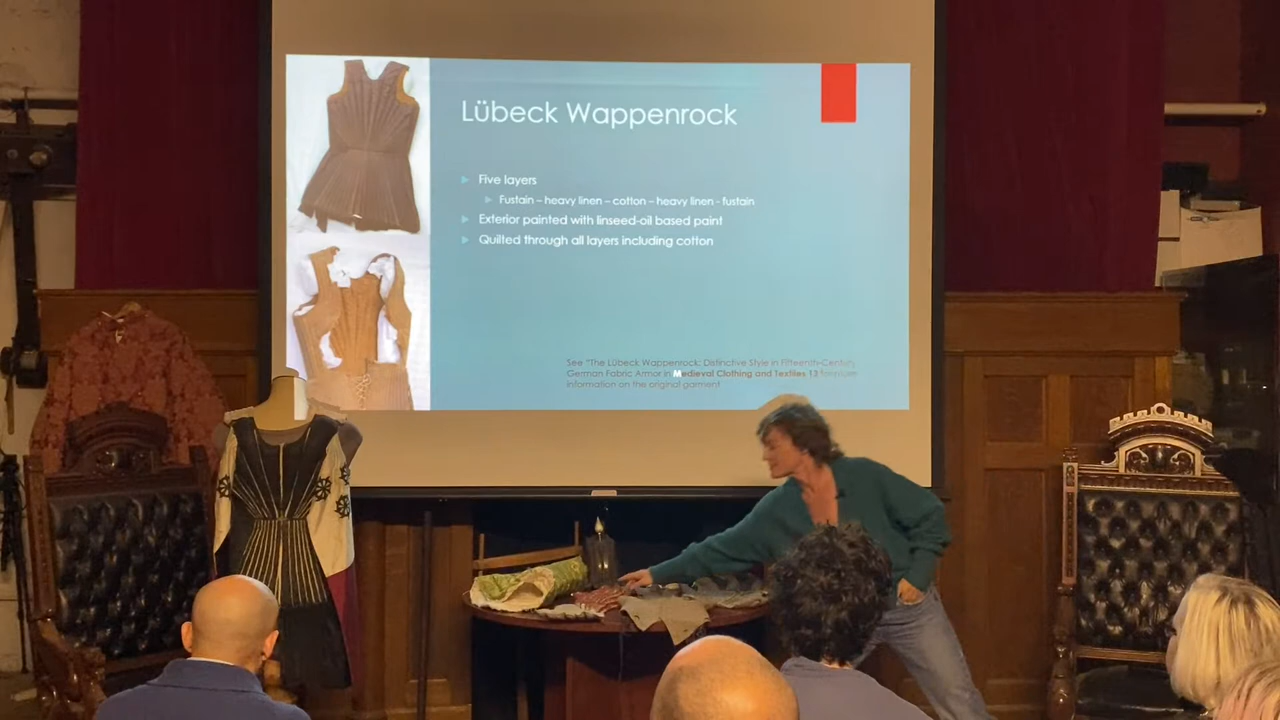 Lübeck Wappenrock
Five layers
Fustain – heavy linen – cotton – heavy linen - fustain
Exterior painted with linseed-oil based paint
Quilted through all layers including cotton
See "The Lübeck Wappenrock: Distinctive Style in Fifteenth-Century
German Fabric Armor in Medieval Clothing and Textiles 13 for more
information on the original garment